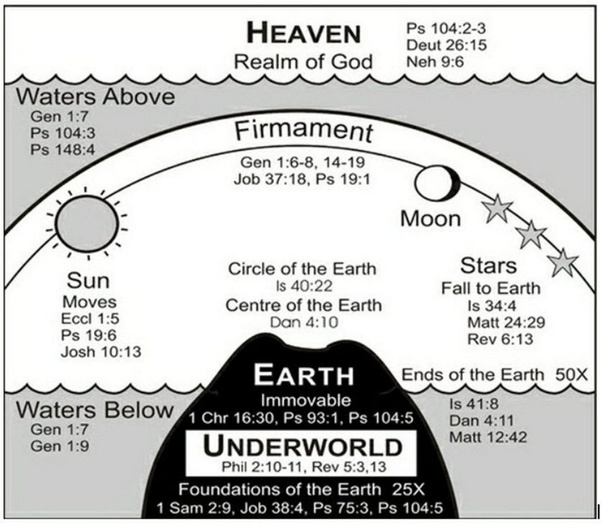 HEAVEN
Realm of God
Ps 104:2-3
Deut 26:15
Neh 9:6
Waters Above
Gen 1:7
Ps 104:3
Ps 148:4
Firmament
Gen 1:6-8, 14-19
Job 37:18, Ps 19:1
Moon
Sun
Moves
Eccl 1:5
Ps 19:6
Josh 10:13
Circle of the Earth
Is 40:22
Centre of the Earth
Dan 4:10
Stars
Fall to Earth
Is 34:4
Matt 24:29
Rev 6:13
EARTH
Immovable
1 Chr 16:30, Ps 93:1, Ps 104:5
Ends of the Earth 50X
Is 41:8
Dan 4:11
Matt 12:42
Waters Below
Gen 1:7
Gen 1:9
UNDERWORLD
Phil 2:10-11, Rev 5:3,13
Foundations of the Earth 25X
1 Sam 2:9, Job 38:4, Ps 75:3, Ps 104:5